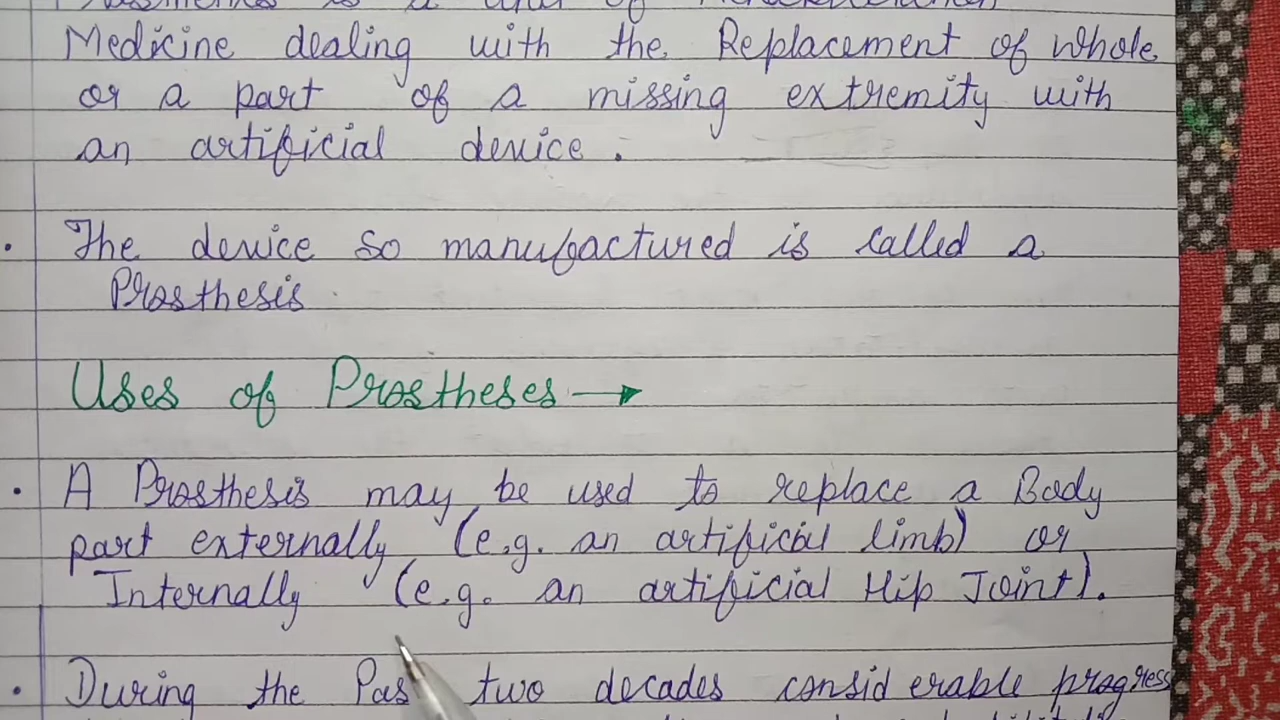 is a
Medicine dealing with the Replacement of whole
or a part of a missing extremity with
an artificial device.
• The device so manufactured is called a
Prosthesis
Uses of Prostheses →
• A Prosthesis may be used to replace a Body
part externally (e.g. an artificial limb) or
Internally (e.g. an artificial Hip Joint).
• During the Pas two decades considerable progress